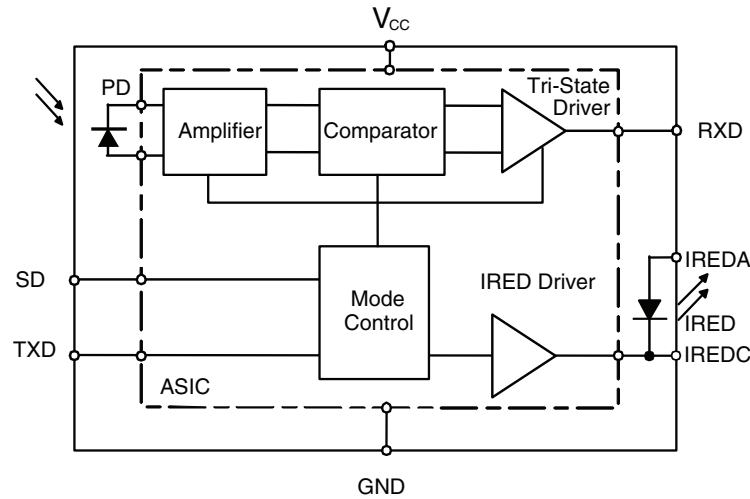 VCC
PD
Tri-State
Driver
Amplifier
Comparator
RXD
SD
IREDA
IRED Driver
Mode
Control
IRED
TXD
IREDC
ASIC
GND